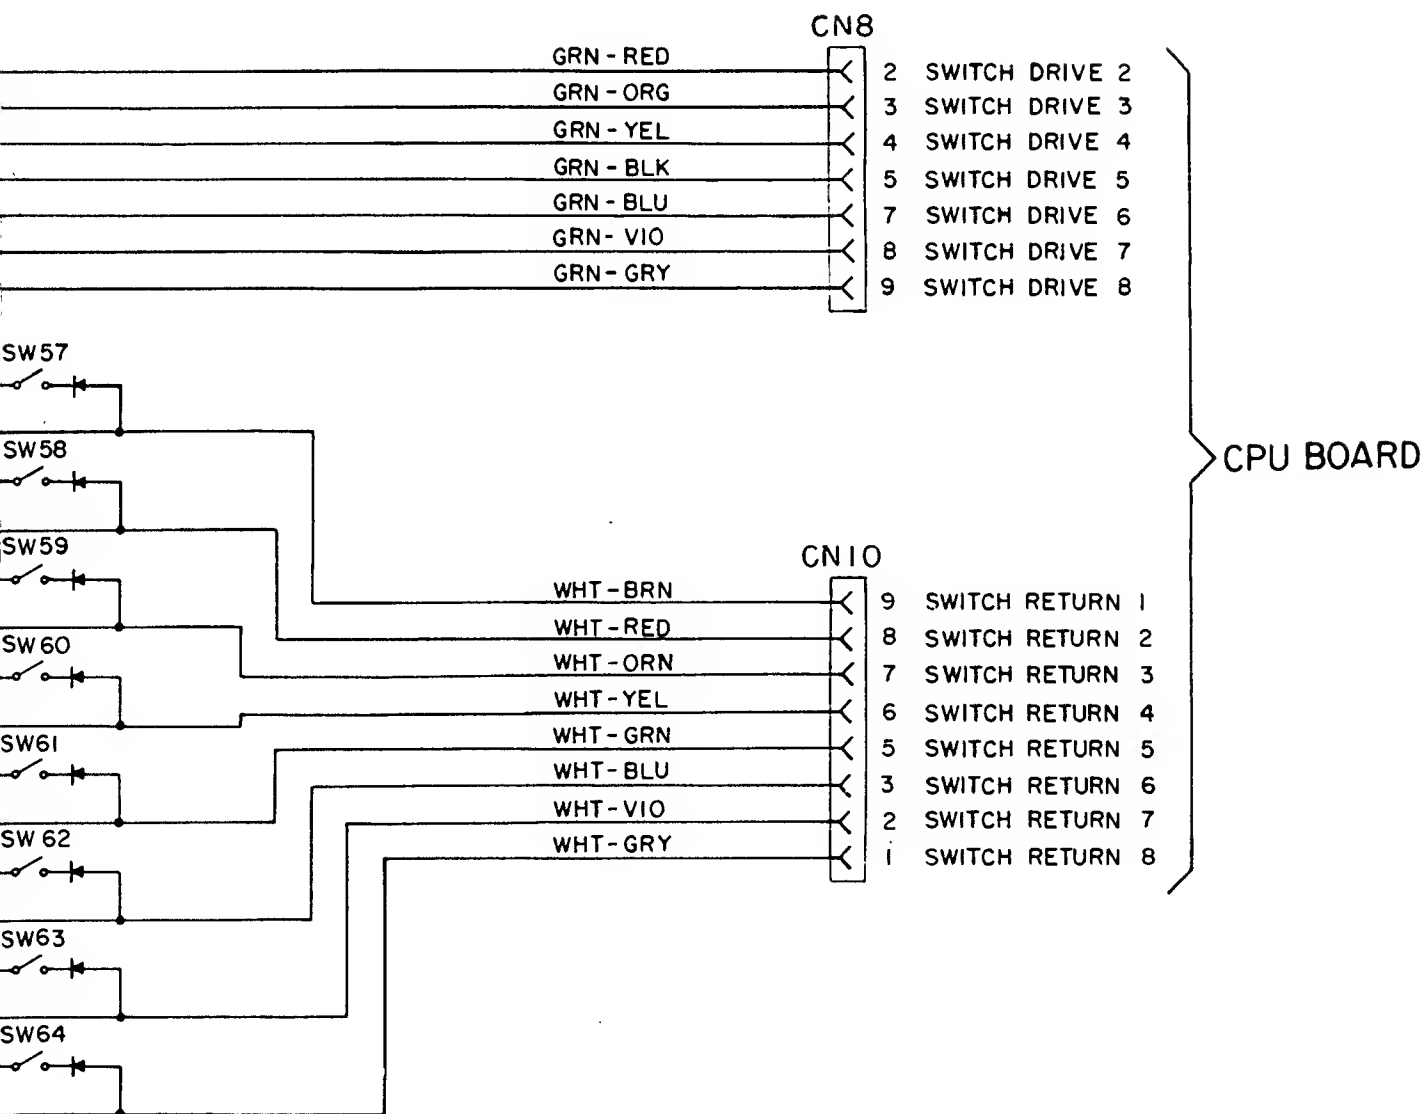 CN8
GRN-RED 2 SWITCH DRIVE 2
GRN-ORG 3 SWITCH DRIVE 3
GRN-YEL 4 SWITCH DRIVE 4
GRN-BLK 5 SWITCH DRIVE 5
GRN-BLU 7 SWITCH DRIVE 6
GRN-VIO 8 SWITCH DRIVE 7
GRN-GRY 9 SWITCH DRIVE 8
SW57
SW58
SW59
SW60
SW61
SW62
SW63
SW64
CPU BOARD
CN10
WHT-BRN 9 SWITCH RETURN 1
WHT-RED 8 SWITCH RETURN 2
WHT-ORN 7 SWITCH RETURN 3
WHT-YEL 6 SWITCH RETURN 4
WHT-GRN 5 SWITCH RETURN 5
WHT-BLU 3 SWITCH RETURN 6
WHT-VIO 2 SWITCH RETURN 7
WHT-GRY 1 SWITCH RETURN 8